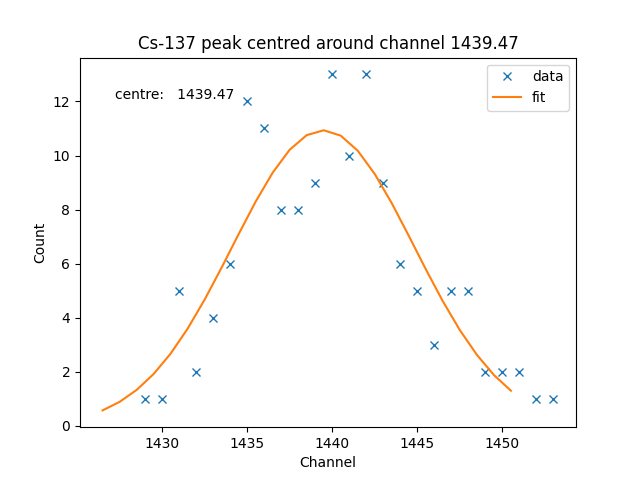 Cs-137 peak centred around channel 1439.47
centre: 1439.47
data
fit
12
10
8
6
4
2
0
Count
1430 1435 1440 1445 1450
Channel